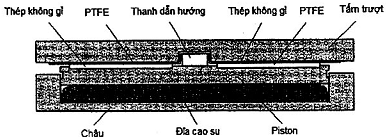 Thép không gỉ PTFE Thanh dẫn hướng Thép không gỉ PTFE Tấm trượt
Chậu Đĩa cao su Piston